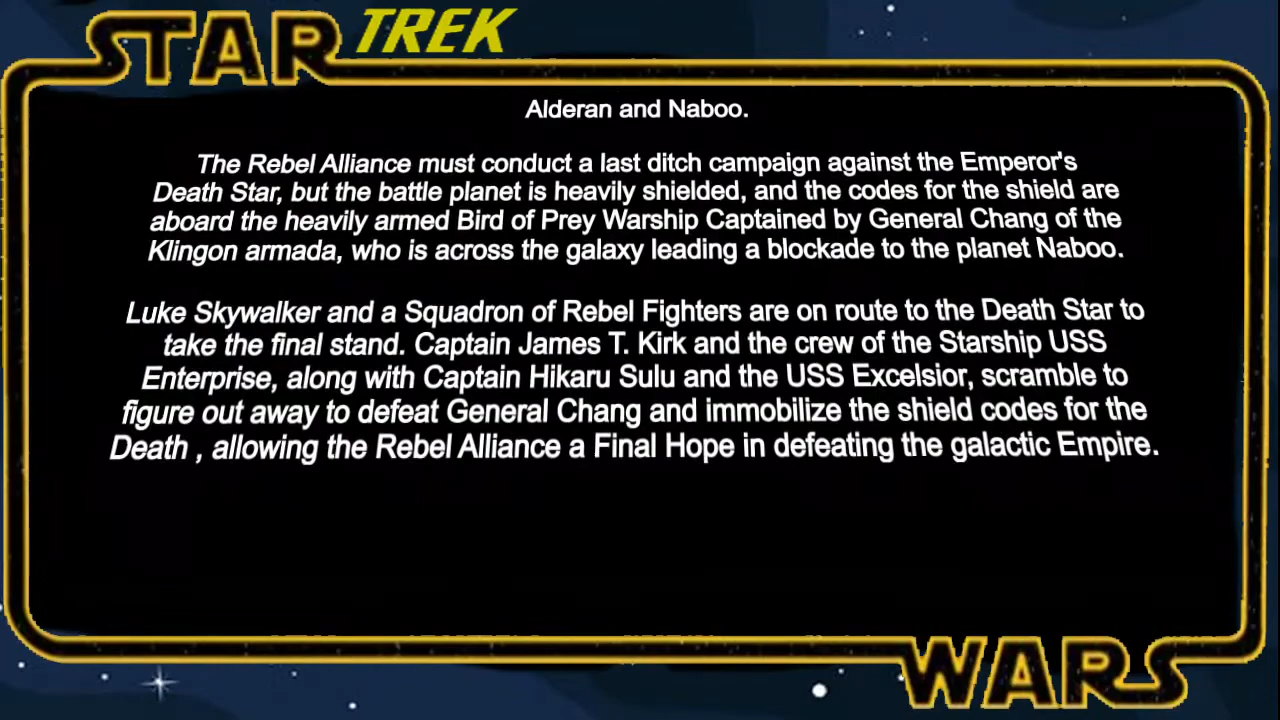 STAR TREK
Alderan and Naboo.
The Rebel Alliance must conduct a last ditch campaign against the Emperor's
Death Star, but the battle planet is heavily shielded, and the codes for the shield are
aboard the heavily armed Bird of Prey Warship Captained by General Chang of the
Klingon armada, who is across the galaxy leading a blockade to the planet Naboo.
Luke Skywalker and a Squadron of Rebel Fighters are on route to the Death Star to
take the final stand. Captain James T. Kirk and the crew of the Starship USS
Enterprise, along with Captain Hikaru Sulu and the USS Excelsior, scramble to
figure out away to defeat General Chang and immobilize the shield codes for the
Death , allowing the Rebel Alliance a Final Hope in defeating the galactic Empire.
WARS